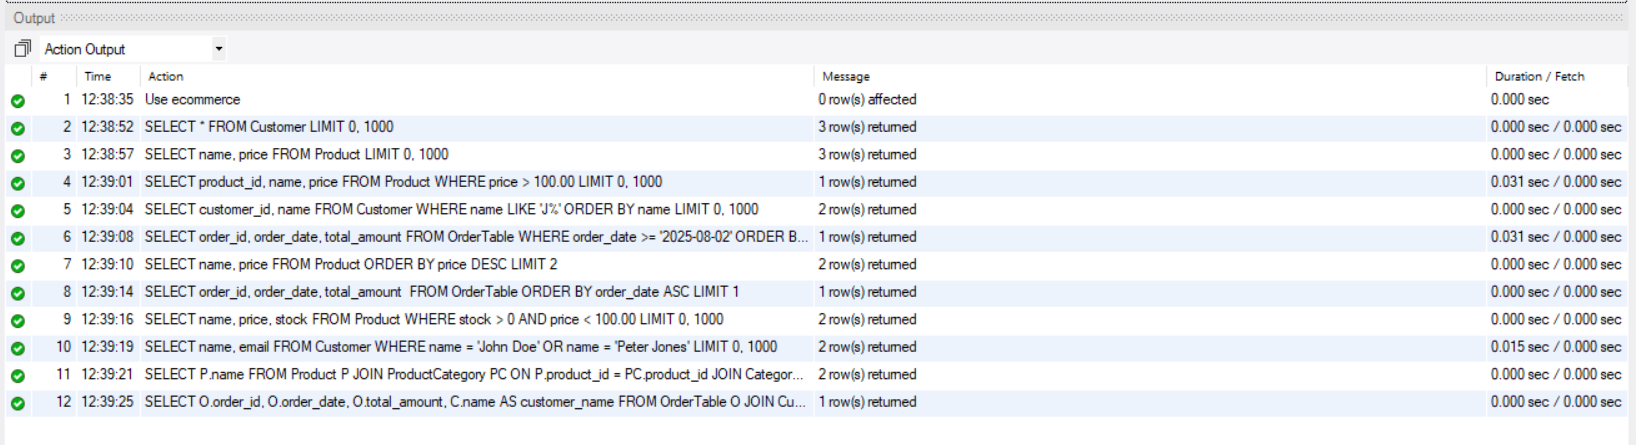 Output
Action Output
# Time Action Message Duration / Fetch
1 12:38:35 Use ecommerce 0 row(s) affected 0.000 sec
2 12:38:52 SELECT * FROM Customer LIMIT 0, 1000 3 row(s) returned 0.000 sec / 0.000 sec
3 12:38:57 SELECT name, price FROM Product LIMIT 0, 1000 3 row(s) returned 0.000 sec / 0.000 sec
4 12:39:01 SELECT product_id, name, price FROM Product WHERE price > 100.00 LIMIT 0, 1000 1 row(s) returned 0.031 sec / 0.000 sec
5 12:39:04 SELECT customer_id, name FROM Customer WHERE name LIKE 'J%' ORDER BY name LIMIT 0, 1000 2 row(s) returned 0.000 sec / 0.000 sec
6 12:39:08 SELECT order_id, order_date, total_amount FROM OrderTable WHERE order_date >= '2025-08-02' ORDER B... 1 row(s) returned 0.031 sec / 0.000 sec
7 12:39:10 SELECT name, price FROM Product ORDER BY price DESC LIMIT 2 2 row(s) returned 0.000 sec / 0.000 sec
8 12:39:14 SELECT order_id, order_date, total_amount  FROM OrderTable ORDER BY order_date ASC LIMIT 1 1 row(s) returned 0.000 sec / 0.000 sec
9 12:39:16 SELECT name, price, stock FROM Product WHERE stock > 0 AND price < 100.00 LIMIT 0, 1000 2 row(s) returned 0.000 sec / 0.000 sec
10 12:39:19 SELECT name, email FROM Customer WHERE name = 'John Doe' OR name = 'Peter Jones' LIMIT 0, 1000 2 row(s) returned 0.015 sec / 0.000 sec
11 12:39:21 SELECT P.name FROM Product P JOIN ProductCategory PC ON P.product_id = PC.product_id JOIN Categor... 2 row(s) returned 0.000 sec / 0.000 sec
12 12:39:25 SELECT O.order_id, O.order_date, O.total_amount, C.name AS customer_name FROM OrderTable O JOIN Cu... 1 row(s) returned 0.000 sec / 0.000 sec